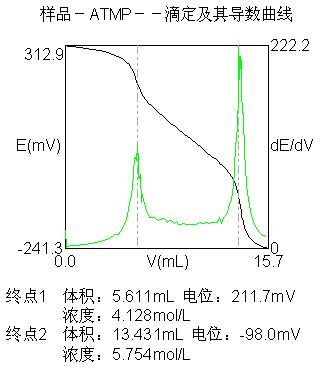 样品－ATMP－－滴定及其导数曲线
312.9
222.2
E(mV)
dE/dV
-241.3
0
0.0
V(mL)
15.7
终点1 体积：5.611mL 电位：211.7mV
浓度：4.128mol/L
终点2 体积：13.431mL 电位：-98.0mV
浓度：5.754mol/L